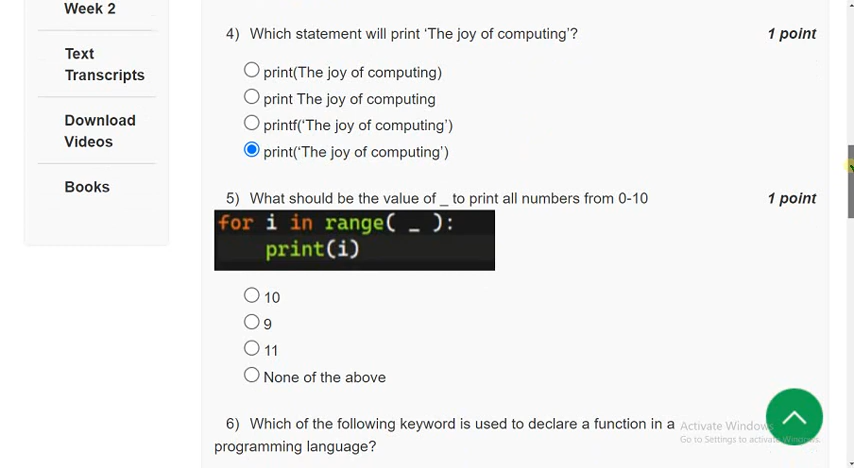 Week 2
Text
Transcripts
Download
Videos
Books
4) Which statement will print ‘The joy of computing’? 1 point
print(The joy of computing)
print The joy of computing
printf(‘The joy of computing’)
print(‘The joy of computing’)
5) What should be the value of _ to print all numbers from 0-10 1 point
for i in range( _ ):
print(i)
10
9
11
None of the above
6) Which of the following keyword is used to declare a function in a
programming language?
Activate Windows
Go to Settings to activate Windows.